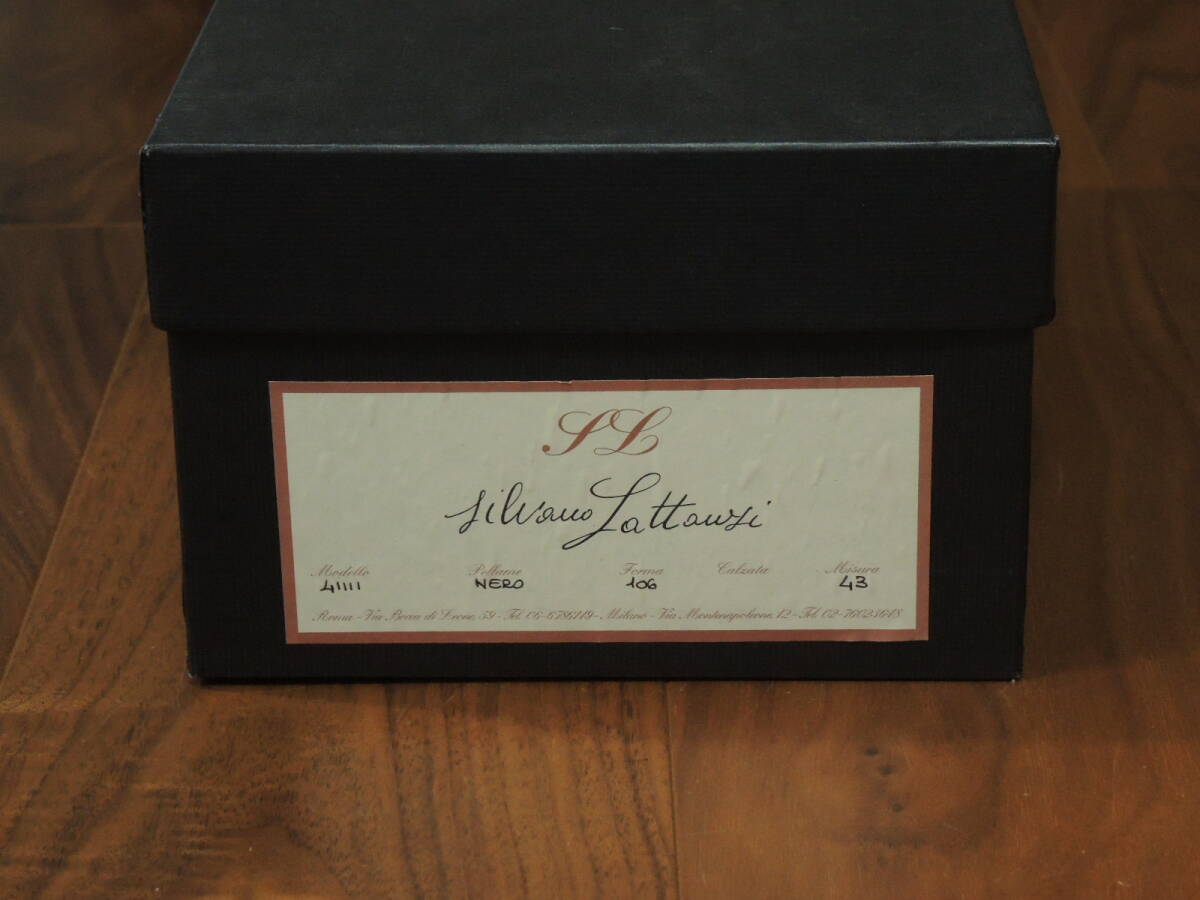 SL
Silvano Lattanzi
Modello Pellame Forma Calzata Misura
41111 NERO 106 43
Roma - Via Bocca di Leone, 59 - Tel. 06-6786119 - Milano - Via Montenapoleone, 12 - Tel. 02-76023618